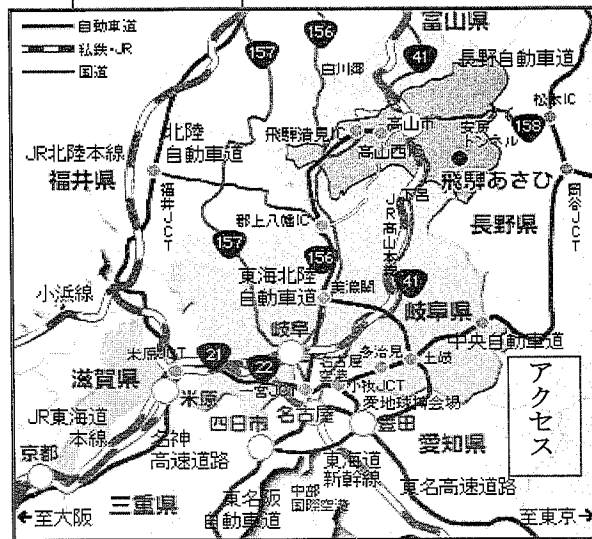 自動車道
私鉄・JR
国道
富山県
157
156
41
長野自動車道
白川郷
松本IC
飛騨清見IC
高山市
安房
トンネル
158
高山西
北陸
自動車道
JR北陸本線
福井県
福井JCT
飛騨あさひ
下呂
JR高山本線
岡谷JCT
長野県
郡上八幡IC
157
156
東海北陸
自動車道
美濃関
41
小浜線
岐阜県
岐阜
中央自動車道
米原JCT
21
22
名古屋
空港
多治見
土岐
滋賀県
一宮JCT
小牧JCT
米原
名古屋
愛地球博会場
アクセス
JR東海道
本線
四日市
豊田
愛知県
京都
名神
高速道路
東海道
新幹線
三重県
中部
国際空港
東名高速道路
東名阪
自動車道
←至大阪
至東京→